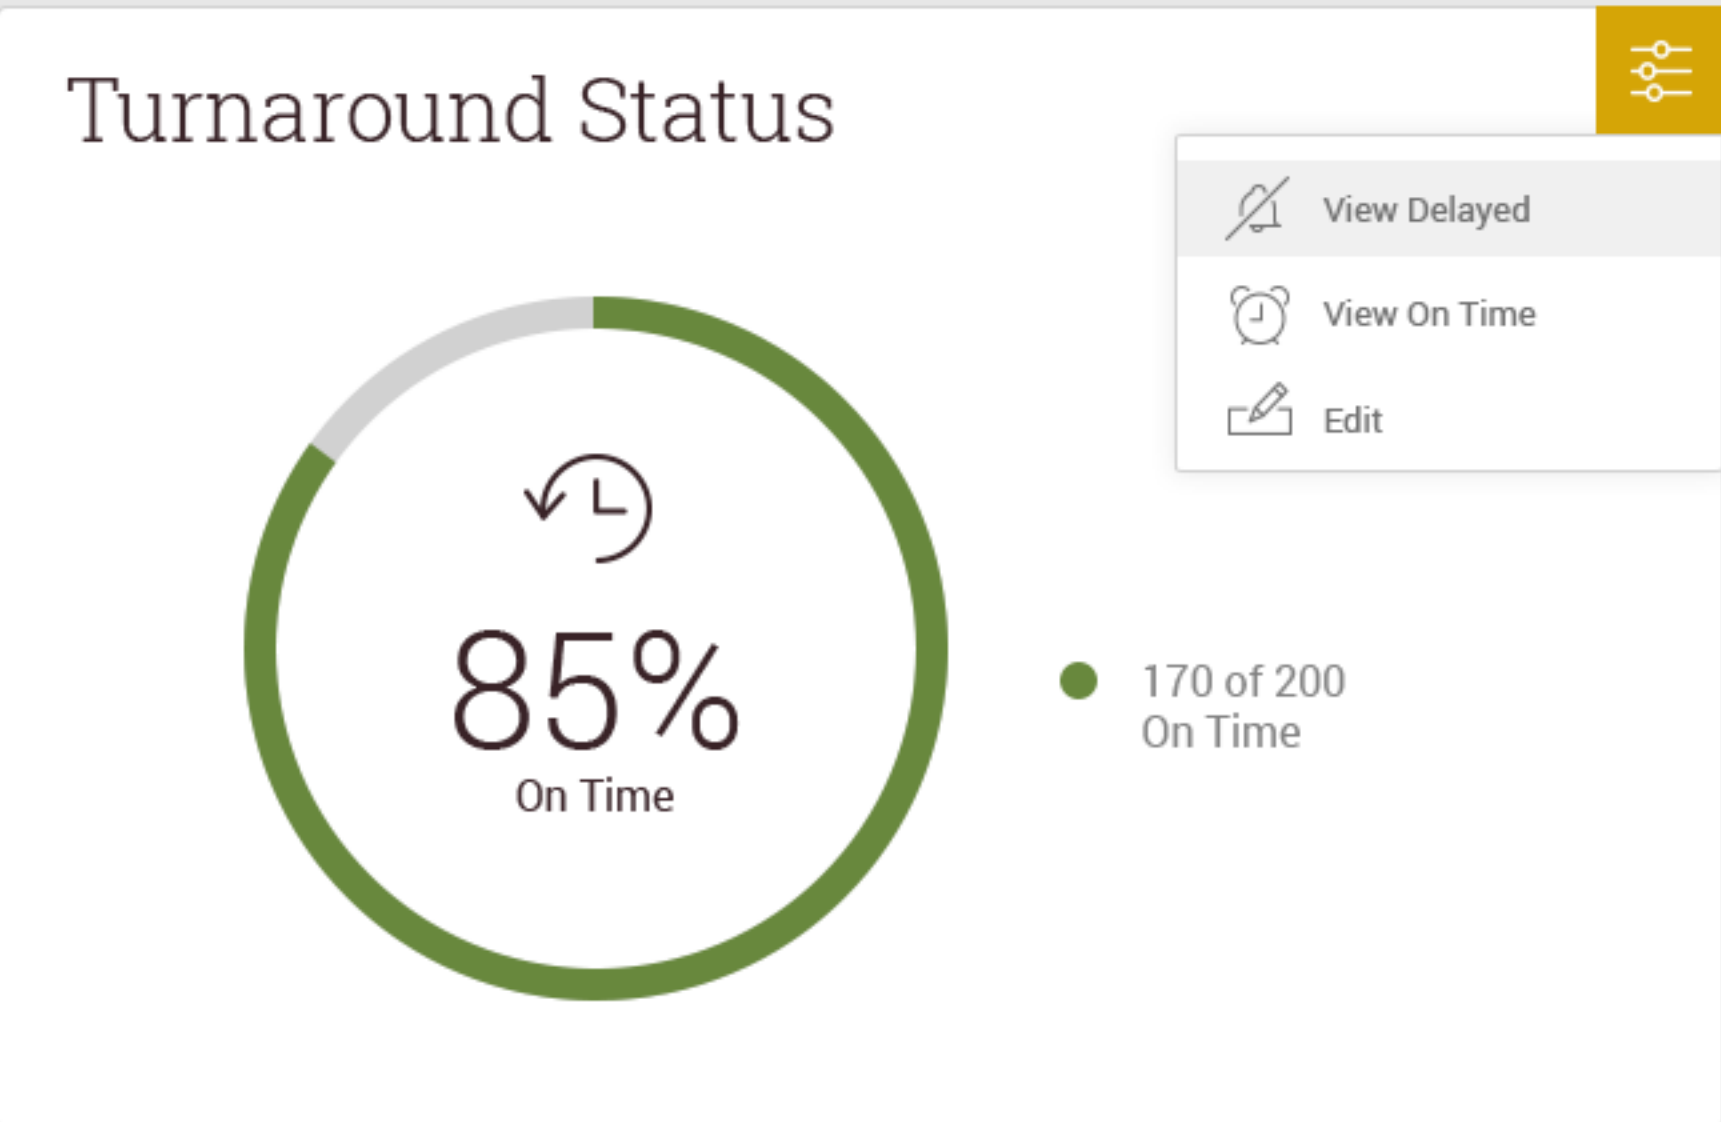 Turnaround Status
View Delayed
View On Time
Edit
85%
On Time
170 of 200
On Time